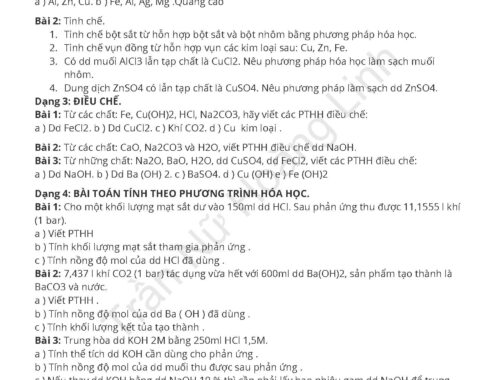 a ) Al, Zn, Cu. b ) Fe, Al, Ag, Mg .Quảng cáo
Bài 2: Tinh chế.
1. Tinh chế bột sắt từ hỗn hợp bột sắt và bột nhôm bằng phương pháp hóa học.
2. Tinh chế vụn đồng từ hỗn hợp vụn các kim loại sau: Cu, Zn, Fe.
3. Có dd muối AlCl3 lẫn tạp chất là CuCl2. Nêu phương pháp hóa học làm sạch muối
nhôm.
4. Dung dịch ZnSO4 có lẫn tạp chất là CuSO4. Nêu phương pháp làm sạch dd ZnSO4.
Dạng 3: ĐIỀU CHẾ.
Bài 1: Từ các chất: Fe, Cu(OH)2, HCl, Na2CO3, hãy viết các PTHH điều chế:
a ) Dd FeCl2. b ) Dd CuCl2. c ) Khí CO2. d ) Cu kim loại .
Bài 2: Từ các chất: CaO, Na2CO3 và H2O, viết PTHH điều chế dd NaOH.
Bài 3: Từ những chất: Na2O, BaO, H2O, dd CuSO4, dd FeCl2, viết các PTHH điều chế:
a ) Dd NaOH. b ) Dd Ba (OH) 2. c ) BaSO4. d ) Cu (OH) e ) Fe (OH)2
Dạng 4: BÀI TOÁN TÍNH THEO PHƯƠNG TRÌNH HÓA HỌC.
Bài 1: Cho một khối lượng mạt sắt dư vào 150ml dd HCl. Sau phản ứng thu được 11,1555 l khí
(1 bar).
a ) Viết PTHH
b ) Tính khối lượng mạt sắt tham gia phản ứng .
c ) Tính nồng độ mol của dd HCl đã dùng .
Bài 2: 7,437 l khí CO2 (1 bar) tác dụng vừa hết với 600ml dd Ba(OH)2, sản phẩm tạo thành là
BaCO3 và nước.
a ) Viết PTHH .
b ) Tính nồng độ mol của dd Ba ( OH ) đã dùng .
c ) Tính khối lượng kết tủa tạo thành .
Bài 3: Trung hòa dd KOH 2M bằng 250ml HCl 1,5M.
a ) Tính thể tích dd KOH cần dùng cho phản ứng .
b ) Tính nồng độ mol của dd muối thu được sau phản ứng .
c ) Nếu thay dd KOH bằng dd NaOH 10 % thì cần phải lấy bao nhiêu gam dd NaOH để trung
Trần Nữ Hoàng Linh